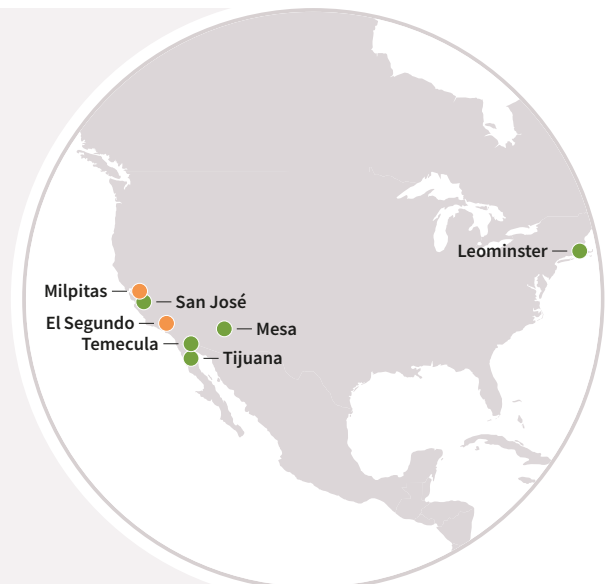 Leominster
Milpitas
San José
El Segundo
Mesa
Temecula
Tijuana